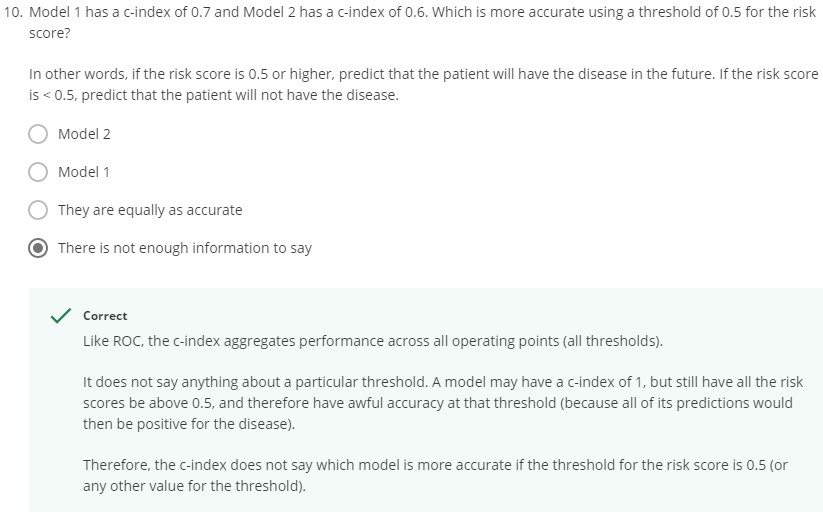 10. Model 1 has a c-index of 0.7 and Model 2 has a c-index of 0.6. Which is more accurate using a threshold of 0.5 for the risk
score?
In other words, if the risk score is 0.5 or higher, predict that the patient will have the disease in the future. If the risk score
is < 0.5, predict that the patient will not have the disease.
Model 2
Model 1
They are equally as accurate
There is not enough information to say
Correct
Like ROC, the c-index aggregates performance across all operating points (all thresholds).
It does not say anything about a particular threshold. A model may have a c-index of 1, but still have all the risk
scores be above 0.5, and therefore have awful accuracy at that threshold (because all of its predictions would
then be positive for the disease).
Therefore, the c-index does not say which model is more accurate if the threshold for the risk score is 0.5 (or
any other value for the threshold).